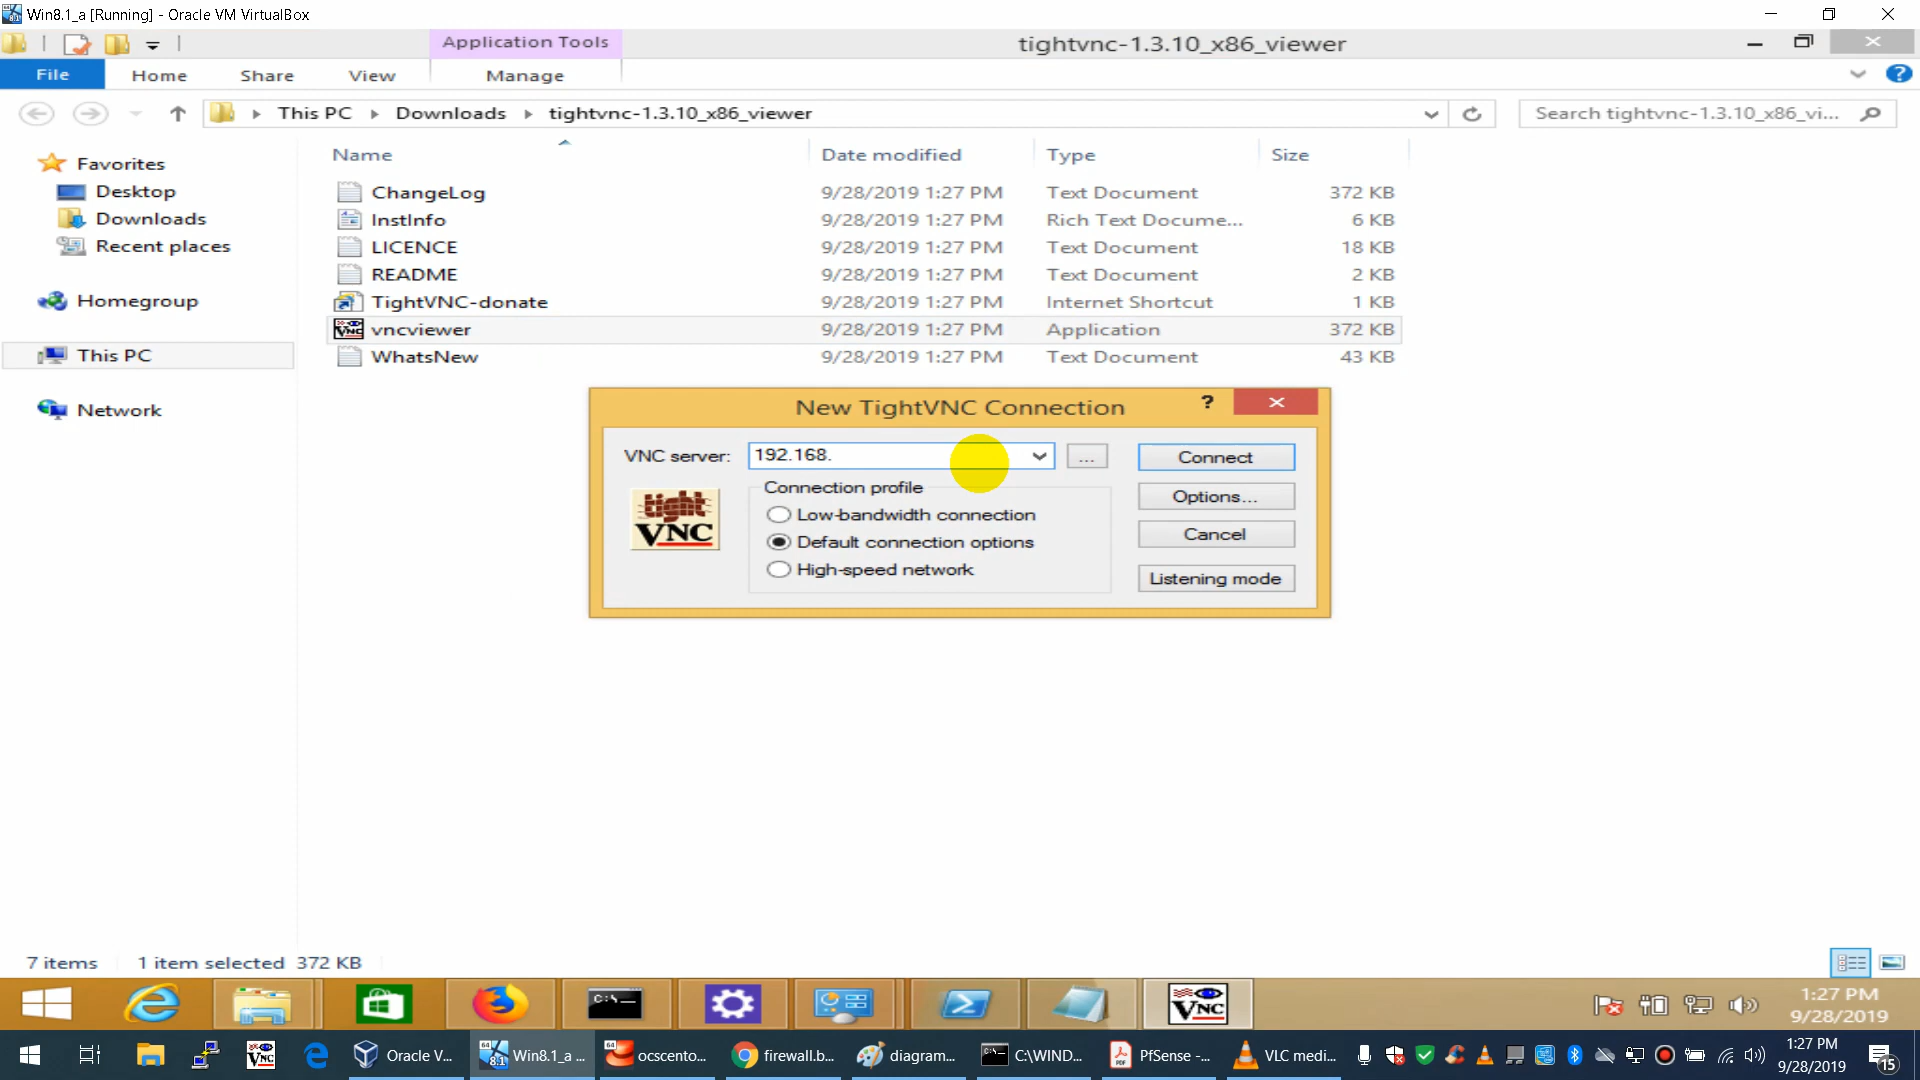 Win8.1_a [Running] - Oracle VM VirtualBox
Application Tools
tightvnc-1.3.10_x86_viewer
File Home Share View Manage
This PC Downloads tightvnc-1.3.10_x86_viewer
Search tightvnc-1.3.10_x86_vi...
Name Date modified Type Size
Favorites
Desktop
Downloads
Recent places
Homegroup
This PC
Network
ChangeLog 9/28/2019 1:27 PM Text Document 372 KB
InstInfo 9/28/2019 1:27 PM Rich Text Docume... 6 KB
LICENCE 9/28/2019 1:27 PM Text Document 18 KB
README 9/28/2019 1:27 PM Text Document 2 KB
TightVNC-donate 9/28/2019 1:27 PM Internet Shortcut 1 KB
vncviewer 9/28/2019 1:27 PM Application 372 KB
WhatsNew 9/28/2019 1:27 PM Text Document 43 KB
New TightVNC Connection
?
VNC server: 192.168. ... Connect
Connection profile
Low-bandwidth connection
Default connection options
High-speed network
tight
VNC
Options...
Cancel
Listening mode
7 items 1 item selected 372 KB
C:\
VNC
1:27 PM
9/28/2019
VNC
Oracle V...
64
8.1
Win8.1_a ...
64
ocscento...
firewall.b...
diagram...
C:\WIND...
PfSense -...
VLC medi...
1:27 PM
9/28/2019
15